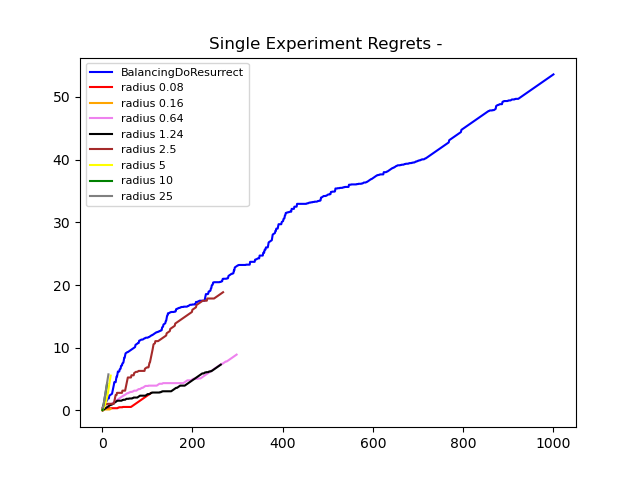 Single Experiment Regrets -
BalancingDoResurrect
radius 0.08
radius 0.16
radius 0.64
radius 1.24
radius 2.5
radius 5
radius 10
radius 25
50
40
30
20
10
0
0 200 400 600 800 1000